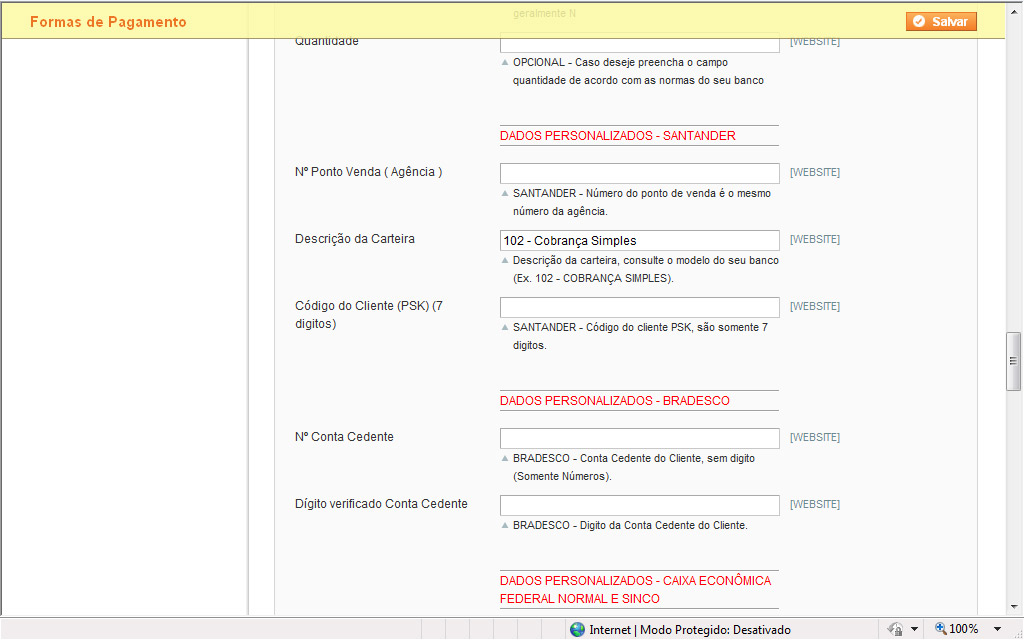 geralmente N
Formas de Pagamento
Salvar
Quantidade
[WEBSITE]
OPCIONAL - Caso deseje preencha o campo
quantidade de acordo com as normas do seu banco
DADOS PERSONALIZADOS - SANTANDER
Nº Ponto Venda ( Agência )
[WEBSITE]
SANTANDER - Número do ponto de venda é o mesmo
número da agência.
Descrição da Carteira
102 - Cobrança Simples
[WEBSITE]
Descrição da carteira, consulte o modelo do seu banco
(Ex. 102 - COBRANÇA SIMPLES).
Código do Cliente (PSK) (7
digitos)
[WEBSITE]
SANTANDER - Código do cliente PSK, são somente 7
digitos.
DADOS PERSONALIZADOS - BRADESCO
Nº Conta Cedente
[WEBSITE]
BRADESCO - Conta Cedente do Cliente, sem digito
(Somente Números).
Dígito verificado Conta Cedente
[WEBSITE]
BRADESCO - Digito da Conta Cedente do Cliente.
DADOS PERSONALIZADOS - CAIXA ECONÔMICA
FEDERAL NORMAL E SINCO
Internet | Modo Protegido: Desativado
100%